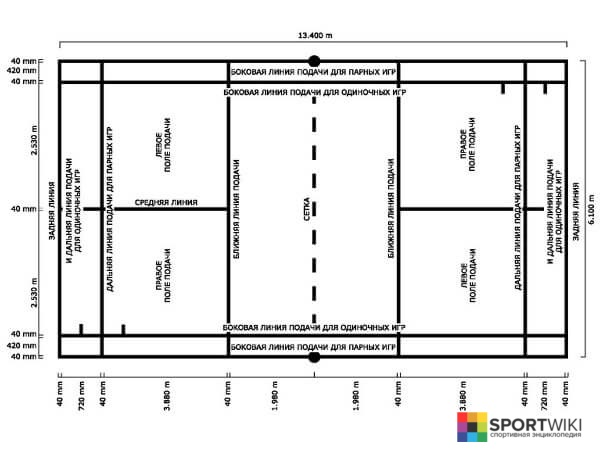 13.400 m
40 mm
420 mm
40 mm
2.530 m
40 mm
2.530 m
40 mm
420 mm
40 mm
БОКОВАЯ ЛИНИЯ ПОДАЧИ ДЛЯ ПАРНЫХ ИГР
БОКОВАЯ ЛИНИЯ ПОДАЧИ ДЛЯ ОДИНОЧНЫХ ИГР
ЗАДНЯЯ ЛИНИЯ
И ДАЛЬНЯЯ ЛИНИЯ ПОДАЧИ
ДЛЯ ОДИНОЧНЫХ ИГР
ДАЛЬНЯЯ ЛИНИЯ ПОДАЧИ ДЛЯ ПАРНЫХ ИГР
ЛЕВОЕ
ПОЛЕ ПОДАЧИ
СРЕДНЯЯ ЛИНИЯ
ПРАВОЕ
ПОЛЕ ПОДАЧИ
БЛИЖНЯЯ ЛИНИЯ ПОДАЧИ
СЕТКА
БЛИЖНЯЯ ЛИНИЯ ПОДАЧИ
ПРАВОЕ
ПОЛЕ ПОДАЧИ
ЛЕВОЕ
ПОЛЕ ПОДАЧИ
ДАЛЬНЯЯ ЛИНИЯ ПОДАЧИ ДЛЯ ПАРНЫХ ИГР
И ДАЛЬНЯЯ ЛИНИЯ ПОДАЧИ
ДЛЯ ОДИНОЧНЫХ ИГР
ЗАДНЯЯ ЛИНИЯ
6.100 m
БОКОВАЯ ЛИНИЯ ПОДАЧИ ДЛЯ ОДИНОЧНЫХ ИГР
БОКОВАЯ ЛИНИЯ ПОДАЧИ ДЛЯ ПАРНЫХ ИГР
40 mm
720 mm
40 mm
3.880 m
40 mm
1.980 m
1.980 m
40 mm
3.880 m
40 mm
720 mm
40 mm
SPORTWIKI
спортивная энциклопедия